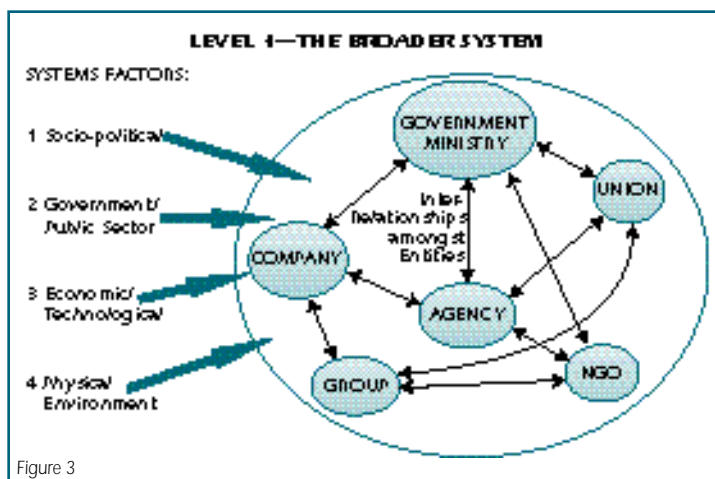 LEVEL 4—THE BROADER SYSTEM
SYSTEMS FACTORS:
1 Socio-political
2 Government/
Public Sector
3 Economic/
Technological
4 Physical
Environment
GOVERNMENT
MINISTRY
UNION
Inter-
Relationships
amongst
Entities
COMPANY
AGENCY
GROUP
NGO
Figure 3